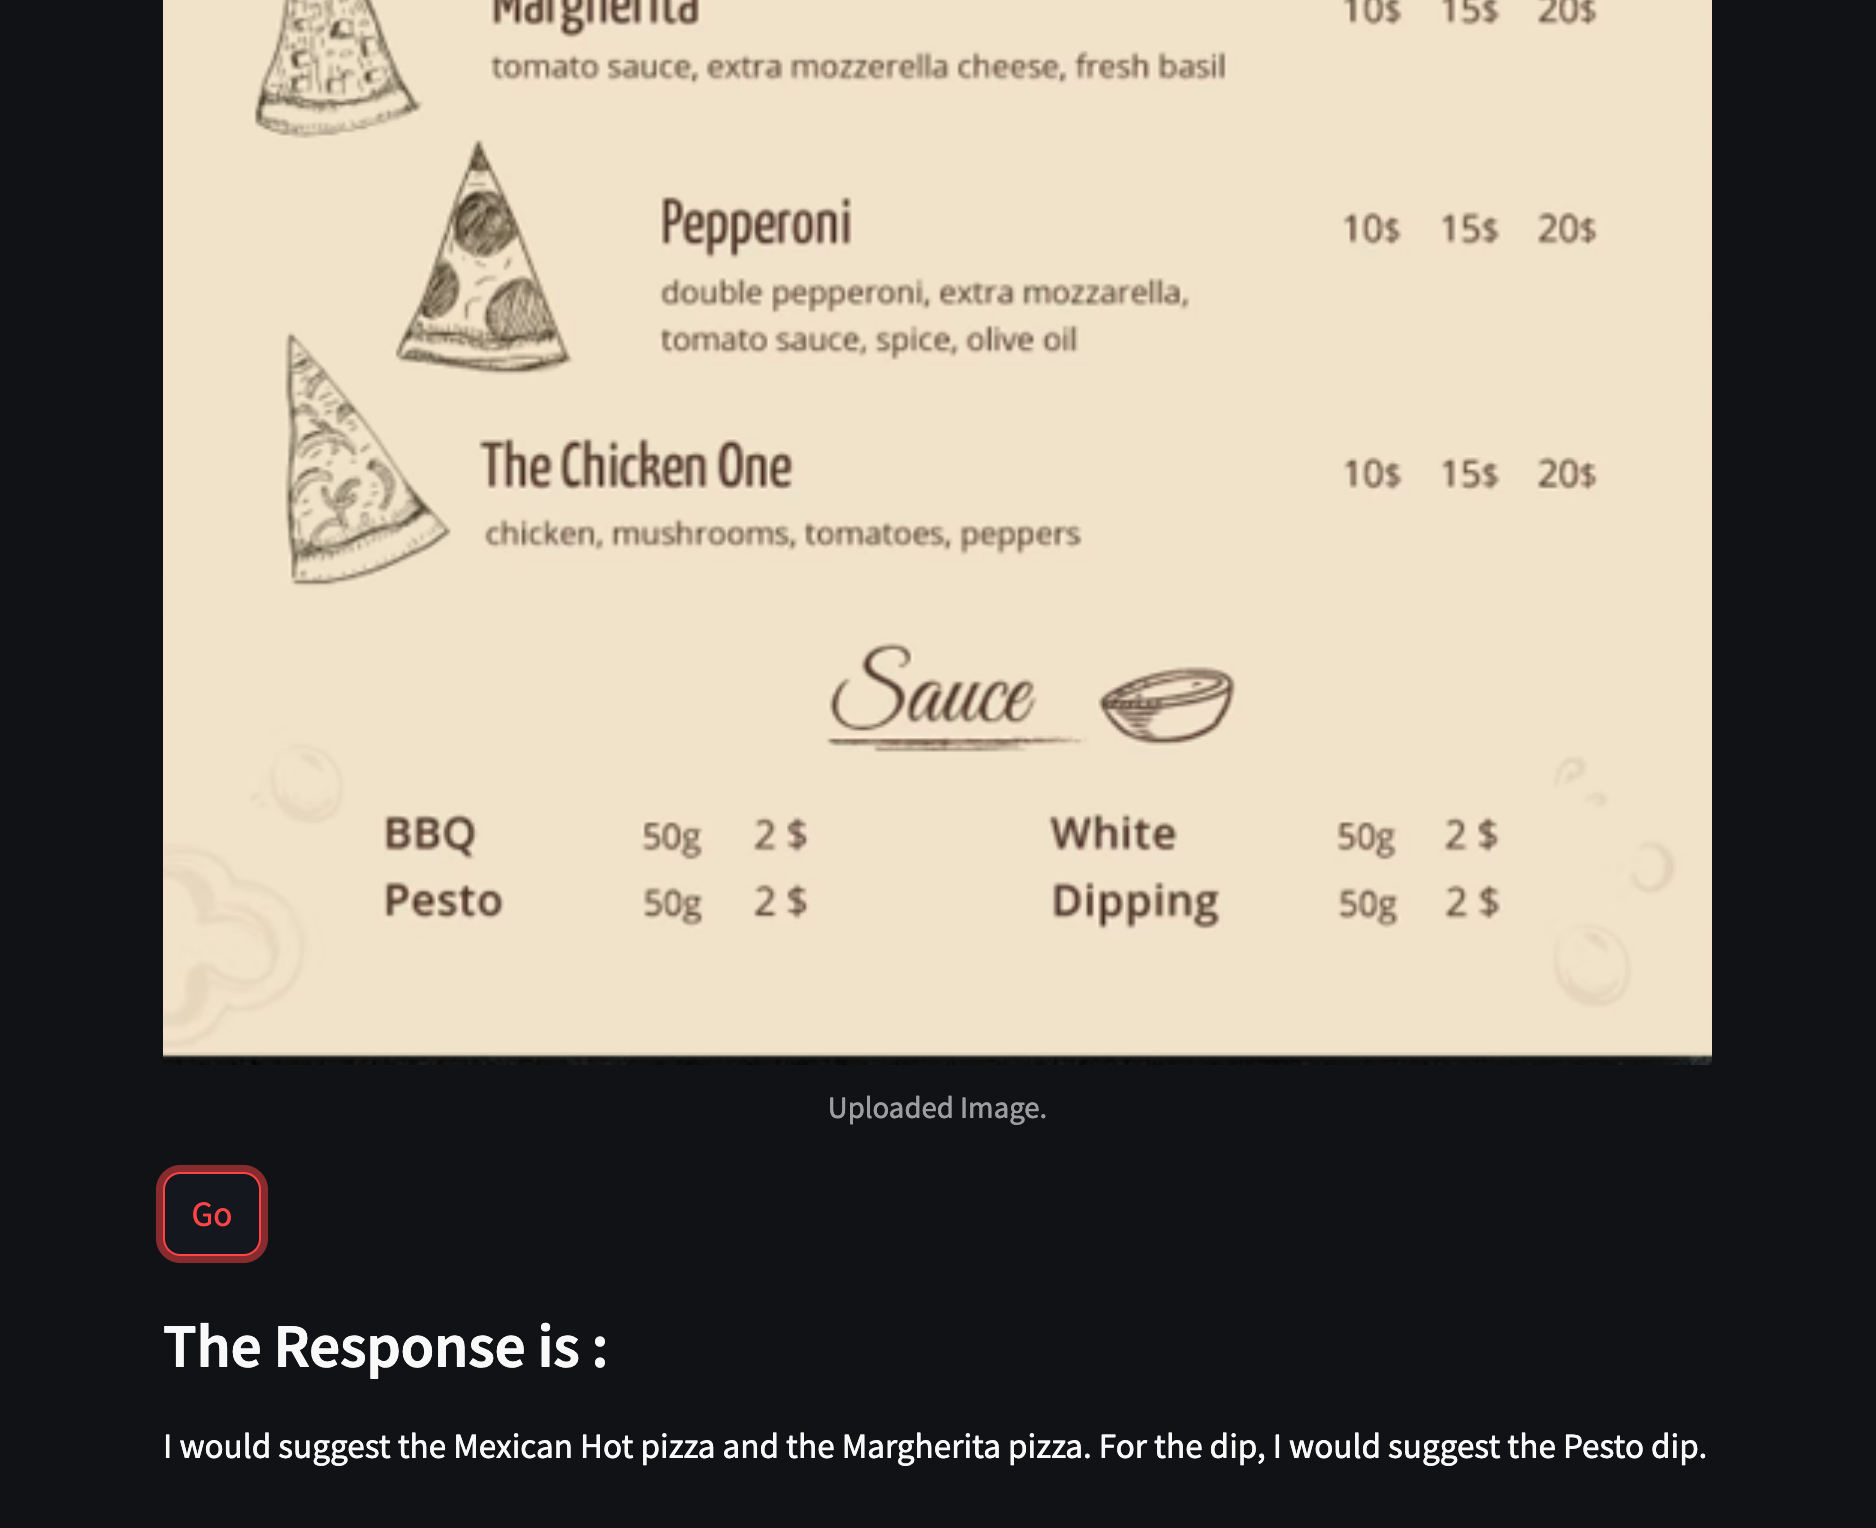 Margherita 10$ 15$ 20$
tomato sauce, extra mozzerella cheese, fresh basil
Pepperoni 10$ 15$ 20$
double pepperoni, extra mozzarella,
tomato sauce, spice, olive oil
The Chicken One 10$ 15$ 20$
chicken, mushrooms, tomatoes, peppers
Sauce
BBQ 50g 2 $ White 50g 2 $
Pesto 50g 2 $ Dipping 50g 2 $
Uploaded Image.
Go
The Response is :
I would suggest the Mexican Hot pizza and the Margherita pizza. For the dip, I would suggest the Pesto dip.